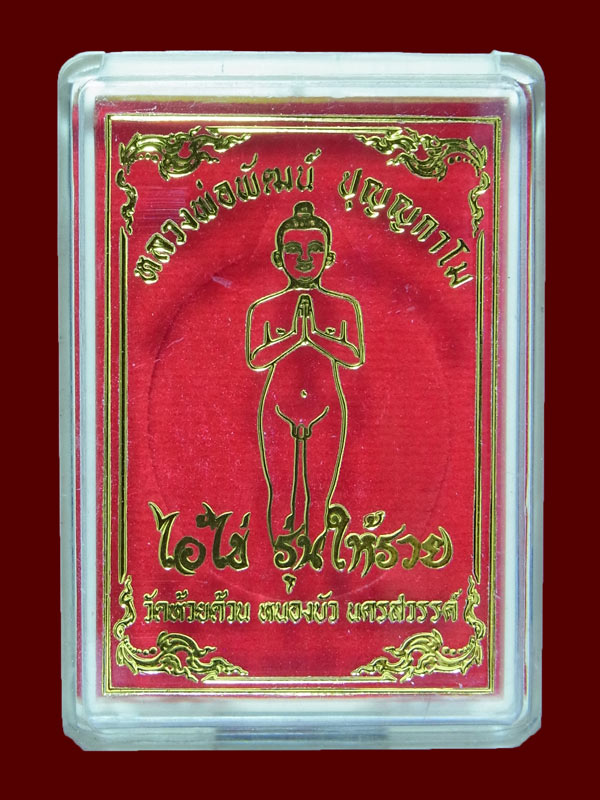 หลวงพ่อพัฒน์ ปุญญกาโม
ไอ้ไข่ รุ่นให้รวย
วัดห้วยด้วน หนองบัว นครสวรรค์